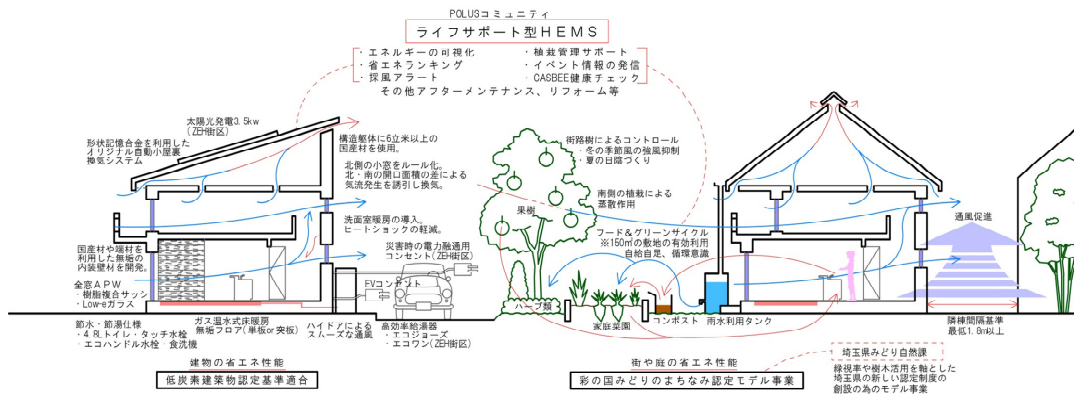 POLUSコミュニティ
ライフサポート型HEMS
・エネルギーの可視化
・省エネランキング
・採風アラート
・植栽管理サポート
・イベント情報の発信
・CASBEE健康チェック
その他アフターメンテナンス、リフォーム等
太陽光発電3.5kw
(ZEH街区)
形状記憶合金を利用した
オリジナル自動小屋裏
換気システム
構造躯体に6立米以上の
国産材を使用。
北側の小窓をルール化。
北・南の開口面積の差による
気流発生を誘引し換気。
洗面室暖房の導入。
ヒートショックの軽減。
災害時の電力融通用
コンセント(ZEH街区)
EVコンセント
国産材や端材を
利用した無垢の
内装壁材を開発。
全窓APW
・樹脂複合サッシ
・Low-eガラス
節水・節湯仕様
・4.8Lトイレ・タッチ水栓
・エコハンドル水栓・食洗機
ガス温水式床暖房
無垢フロア(単板or突板)
ハイドアによる
スムーズな通風
高効率給湯器
・エコジョーズ
・エコワン(ZEH街区)
建物の省エネ性能
低炭素建築物認定基準適合
街路樹によるコントロール
・冬の季節風の強風抑制
・夏の日陰づくり
果樹
南側の植栽による
蒸散作用
フード&グリーンサイクル
※150㎡の敷地の有効利用
自給自足、循環意識
ハーブ類
家庭菜園
コンポスト
雨水利用タンク
通風促進
隣棟間隔基準
最低1.8m以上
街や庭の省エネ性能
彩の国みどりのまちなみ認定モデル事業
埼玉県みどり自然課
緑視率や樹木活用を軸とした
埼玉県の新しい認定制度の
創設の為のモデル事業